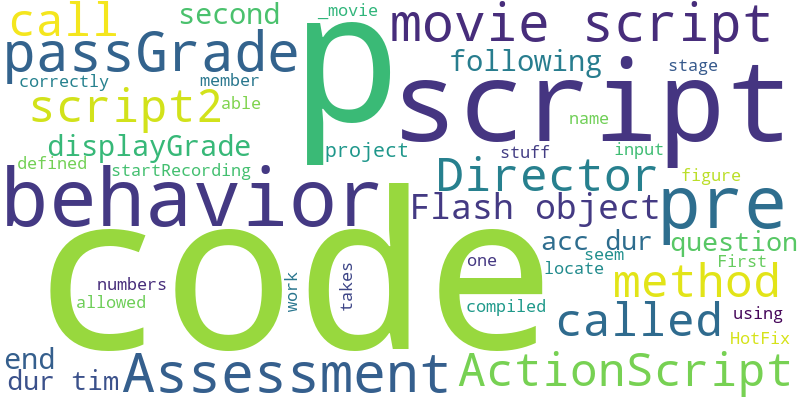 call
second
_movie
movie script
passGrade
p
following
stage
correctly
member
script
script2
able
name
displayGrade
project
stuff
input
defined
startRecording
behavior
Director
figure
Flash object
pre
code
acc dur
question
one
seem
First
locate
numbers
work
takes
method
allowed
compiled
called
using
HotFix
end
dur tim
Assessment
ActionScript